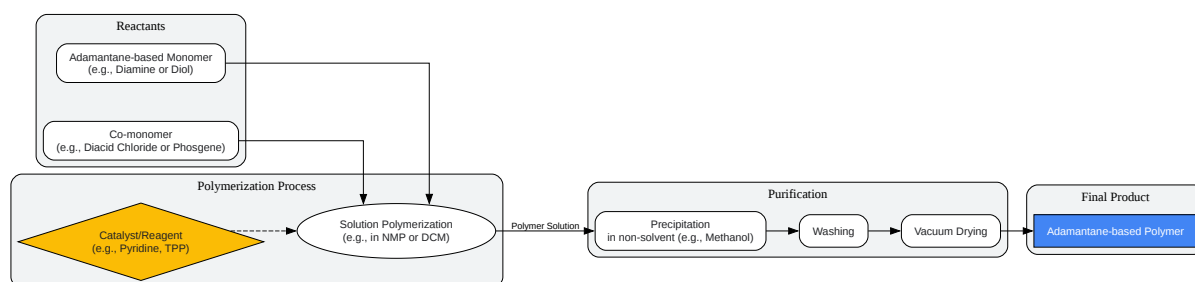 Reactants
Adamantane-based Monomer
(e.g., Diamine or Diol)
Co-monomer
(e.g., Diacid Chloride or Phosgene)
Polymerization Process
Catalyst/Reagent
(e.g., Pyridine, TPP)
Solution Polymerization
(e.g., in NMP or DCM)
Polymer Solution
Purification
Precipitation
in non-solvent (e.g., Methanol)
Washing
Vacuum Drying
Final Product
Adamantane-based Polymer